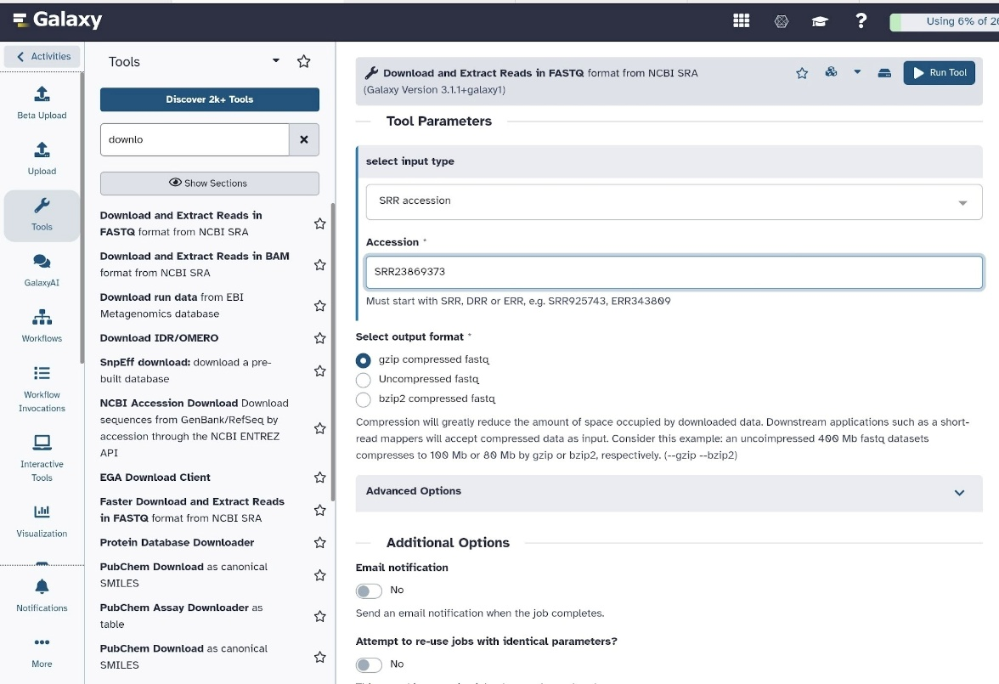 Galaxy
Using 6% of 2
Activities
Beta Upload
Upload
Tools
GalaxyAI
Workflows
Workflow
Invocations
Interactive
Tools
Visualization
Notifications
More
Tools
Discover 2k+ Tools
downlo
Show Sections
Download and Extract Reads in
FASTQ format from NCBI SRA
Download and Extract Reads in BAM
format from NCBI SRA
Download run data from EBI
Metagenomics database
Download IDR/OMERO
SnpEff download: download a pre-
built database
NCBI Accession Download Download
sequences from GenBank/RefSeq by
accession through the NCBI ENTREZ
API
EGA Download Client
Faster Download and Extract Reads
in FASTQ format from NCBI SRA
Protein Database Downloader
PubChem Download as canonical
SMILES
PubChem Assay Downloader as
table
PubChem Download as canonical
SMILES
Download and Extract Reads in FASTQ format from NCBI SRA
(Galaxy Version 3.1.1+galaxy1)
Run Tool
Tool Parameters
select input type
SRR accession
Accession *
SRR23869373
Must start with SRR, DRR or ERR, e.g. SRR925743, ERR343809
Select output format *
gzip compressed fastq
Uncompressed fastq
bzip2 compressed fastq
Compression will greatly reduce the amount of space occupied by downloaded data. Downstream applications such as a short-
read mappers will accept compressed data as input. Consider this example: an uncoimpressed 400 Mb fastq datasets
compresses to 100 Mb or 80 Mb by gzip or bzip2, respectively. (--gzip --bzip2)
Advanced Options
Additional Options
Email notification
No
Send an email notification when the job completes.
Attempt to re-use jobs with identical parameters?
No